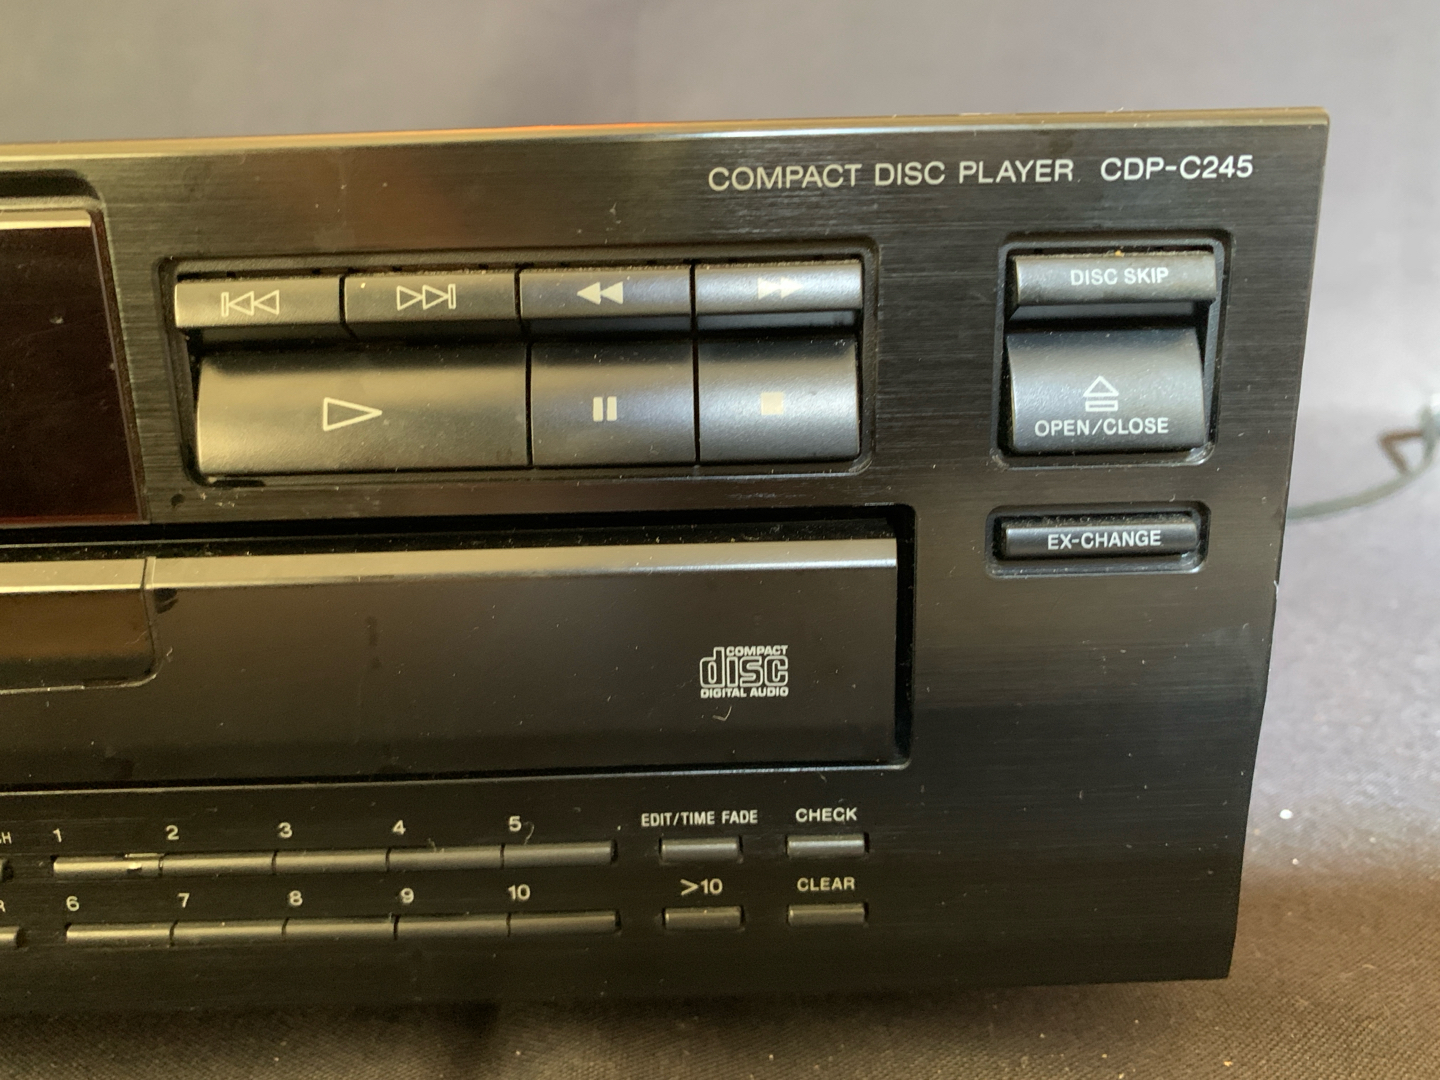 COMPACT DISC PLAYER CDP-C245
DISC SKIP
OPEN/CLOSE
EX-CHANGE
COMPACT
disc
DIGITAL AUDIO
1 2 3 4 5 EDIT/TIME FADE CHECK
6 7 8 9 10 >10 CLEAR